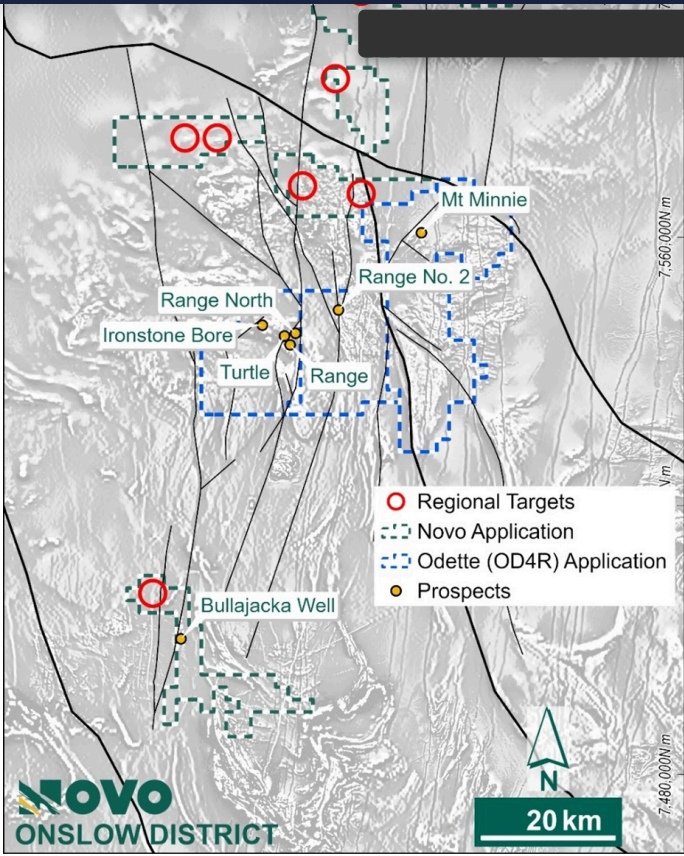 Mt Minnie
7.560.000N m
Range No. 2
Range North
Ironstone Bore
Turtle
Range
N m
Regional Targets
Novo Application
Odette (OD4R) Application
Prospects
Bullajacka Well
7.480.000N m
N
20 km
NOVO
ONSLOW DISTRICT